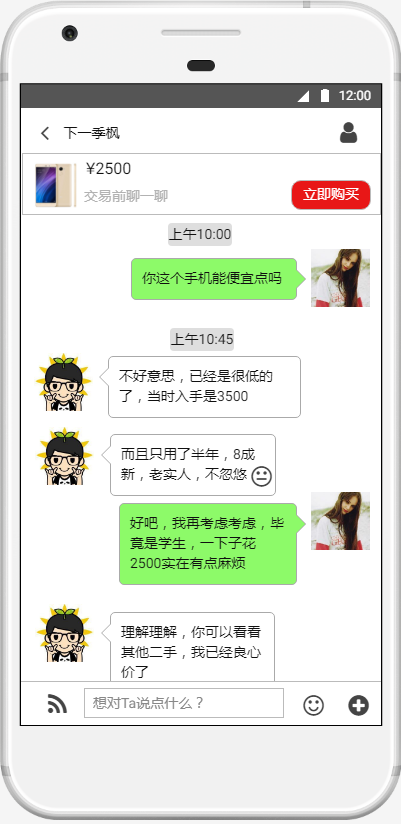 12:00
下一季枫
¥2500
交易前聊一聊
立即购买
上午10:00
你这个手机能便宜点吗
上午10:45
不好意思，已经是很低的
了，当时入手是3500
而且只用了半年，8成
新，老实人，不忽悠
好吧，我再考虑考虑，毕
竟是学生，一下子花
2500实在有点麻烦
理解理解，你可以看看
其他二手，我已经良心
价了
想对Ta说点什么？